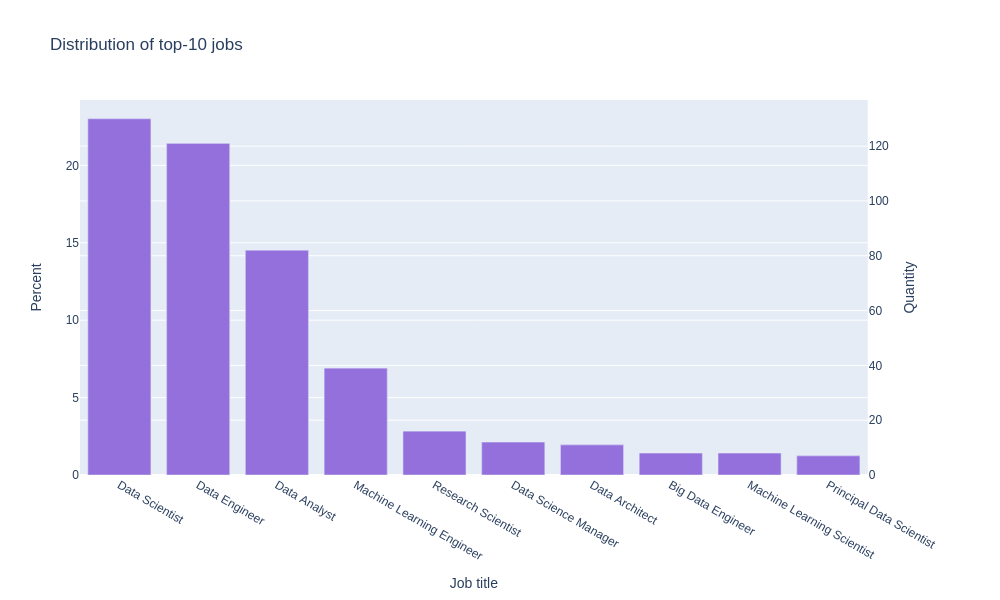 Distribution of top-10 jobs
Percent
20
15
10
5
0
120
100
80
60
40
20
0
Quantity
Data Scientist
Data Engineer
Data Analyst
Machine Learning Engineer
Research Scientist
Data Science Manager
Data Architect
Big Data Engineer
Machine Learning Scientist
Principal Data Scientist
Job title